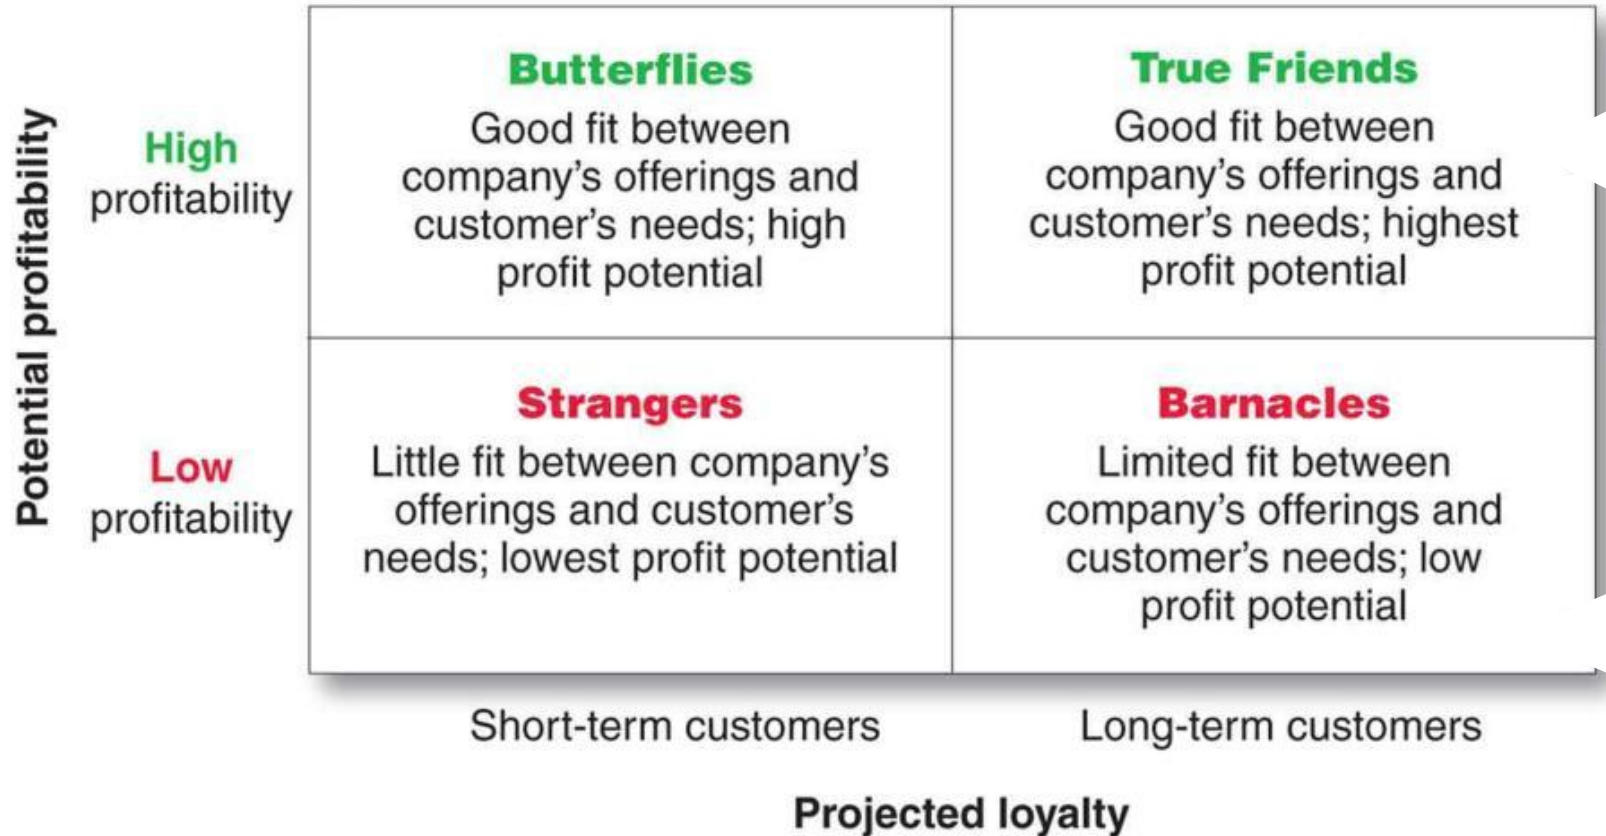 Potential profitability
High
profitability
Butterflies
Good fit between
company’s offerings and
customer’s needs; high
profit potential
True Friends
Good fit between
company’s offerings and
customer’s needs; highest
profit potential
Low
profitability
Strangers
Little fit between company’s
offerings and customer’s
needs; lowest profit potential
Barnacles
Limited fit between
company’s offerings and
customer’s needs; low
profit potential
Short-term customers
Long-term customers
Projected loyalty